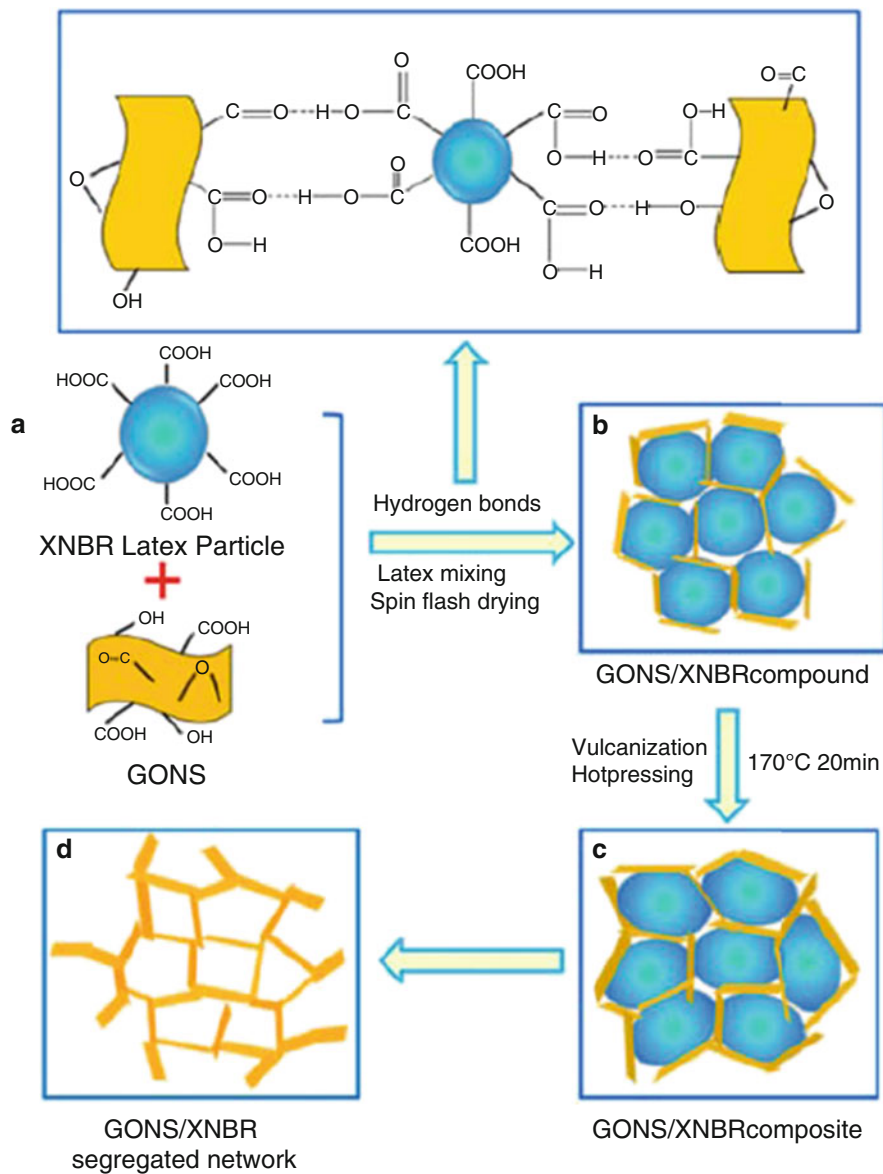 O
COOH
O=C
C=O---H-O-C
C=O
O-H
O
O-H---O=C
O
C=O---H-O-C
C=O---H-O
O
O-H
COOH
O-H
OH
COOH
HOOC
COOH
a
HOOC
COOH
COOH
XNBR Latex Particle
+
OH
COOH
O=C
O
COOH
OH
GONS
Hydrogen bonds
Latex mixing
Spin flash drying
b
GONS/XNBRcompound
Vulcanization
Hotpressing
170°C 20min
d
c
GONS/XNBR
segregated network
GONS/XNBRcomposite